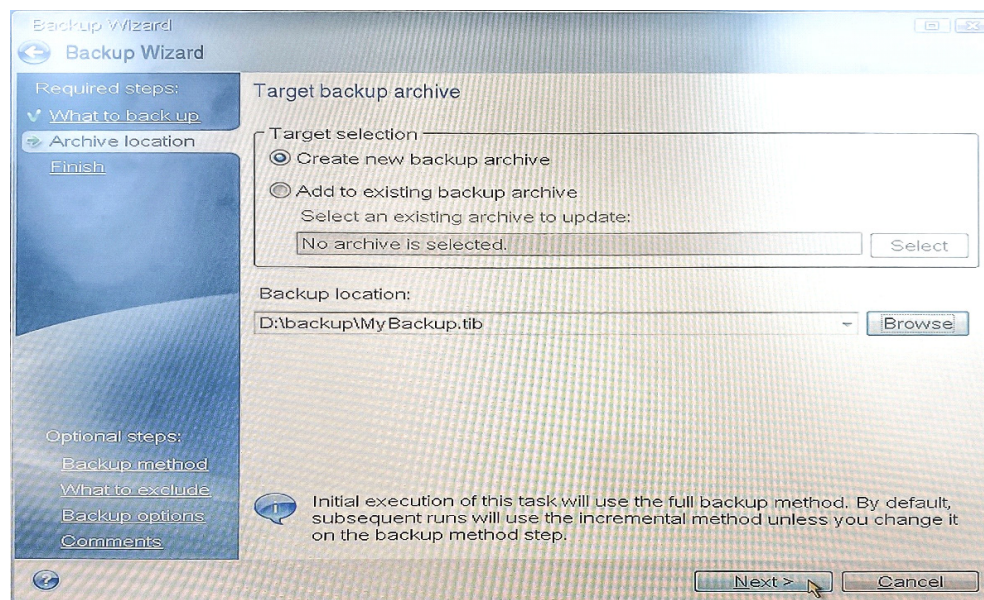 Backup Wizard
Backup Wizard
Required steps:
What to back up
Archive location
Finish
Target backup archive
Target selection
Create new backup archive
Add to existing backup archive
Select an existing archive to update:
No archive is selected.
Select
Backup location:
D:\backup\MyBackup.tib
Browse
Optional steps:
Backup method
What to exclude
Backup options
Comments
Initial execution of this task will use the full backup method. By default,
subsequent runs will use the incremental method unless you change it
on the backup method step.
Next >
Cancel